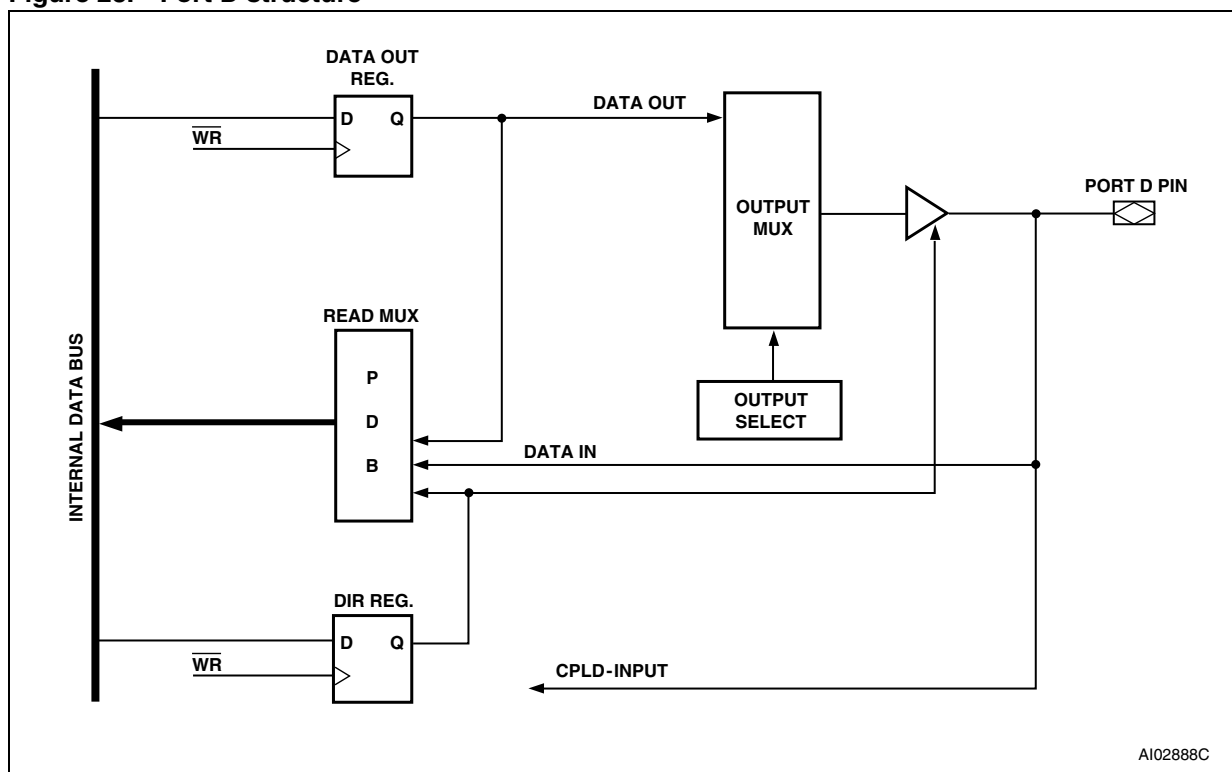 DATA OUT
REG.
D Q
WR
DATA OUT
OUTPUT
MUX
PORT D PIN
READ MUX
P
D
B
INTERNAL DATA BUS
OUTPUT
SELECT
DATA IN
DIR REG.
D Q
WR
CPLD-INPUT
AI02888C